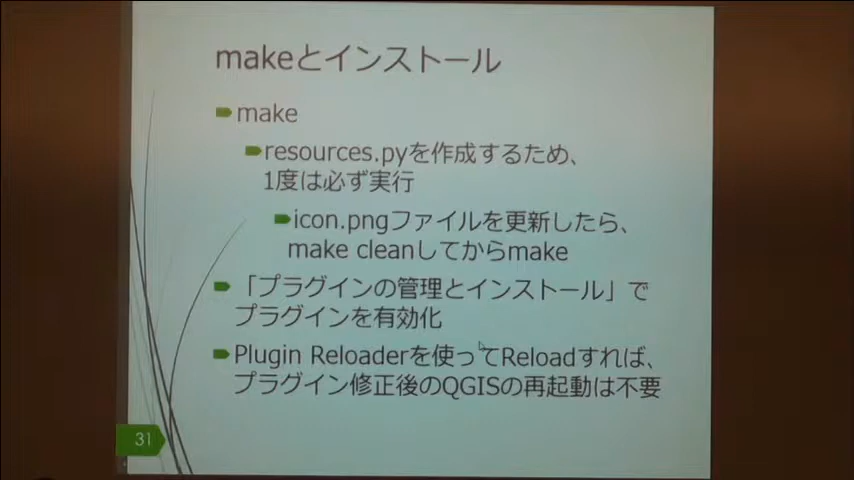 makeとインストール
make
resources.pyを作成するため、
1度は必ず実行
icon.pngファイルを更新したら、
make cleanしてからmake
「プラグインの管理とインストール」で
プラグインを有効化
Plugin Reloaderを使ってReloadすれば、
プラグイン修正後のQGISの再起動は不要
31